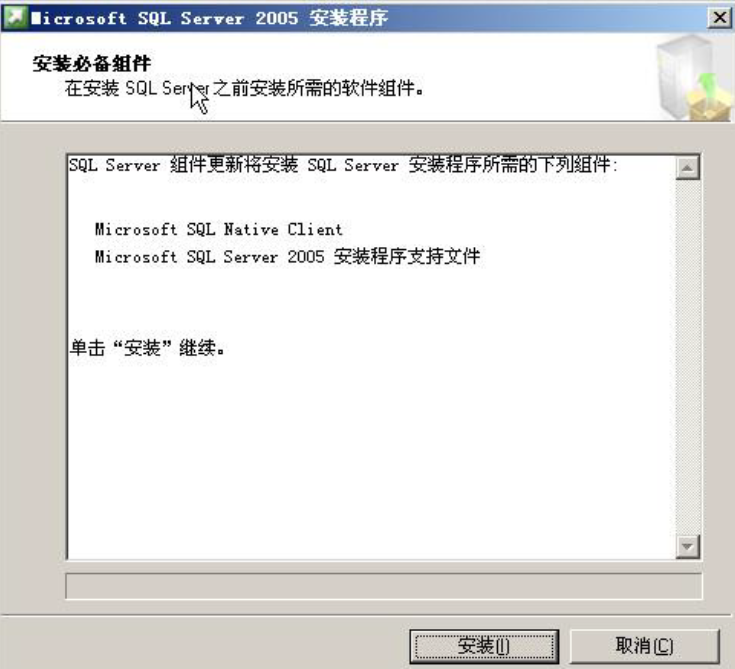 Microsoft SQL Server 2005 安装程序
安装必备组件
在安装 SQL Server 之前安装所需的软件组件。
SQL Server 组件更新将安装 SQL Server 安装程序所需的下列组件:
Microsoft SQL Native Client
Microsoft SQL Server 2005 安装程序支持文件
单击“安装”继续。
安装(I)
取消(C)